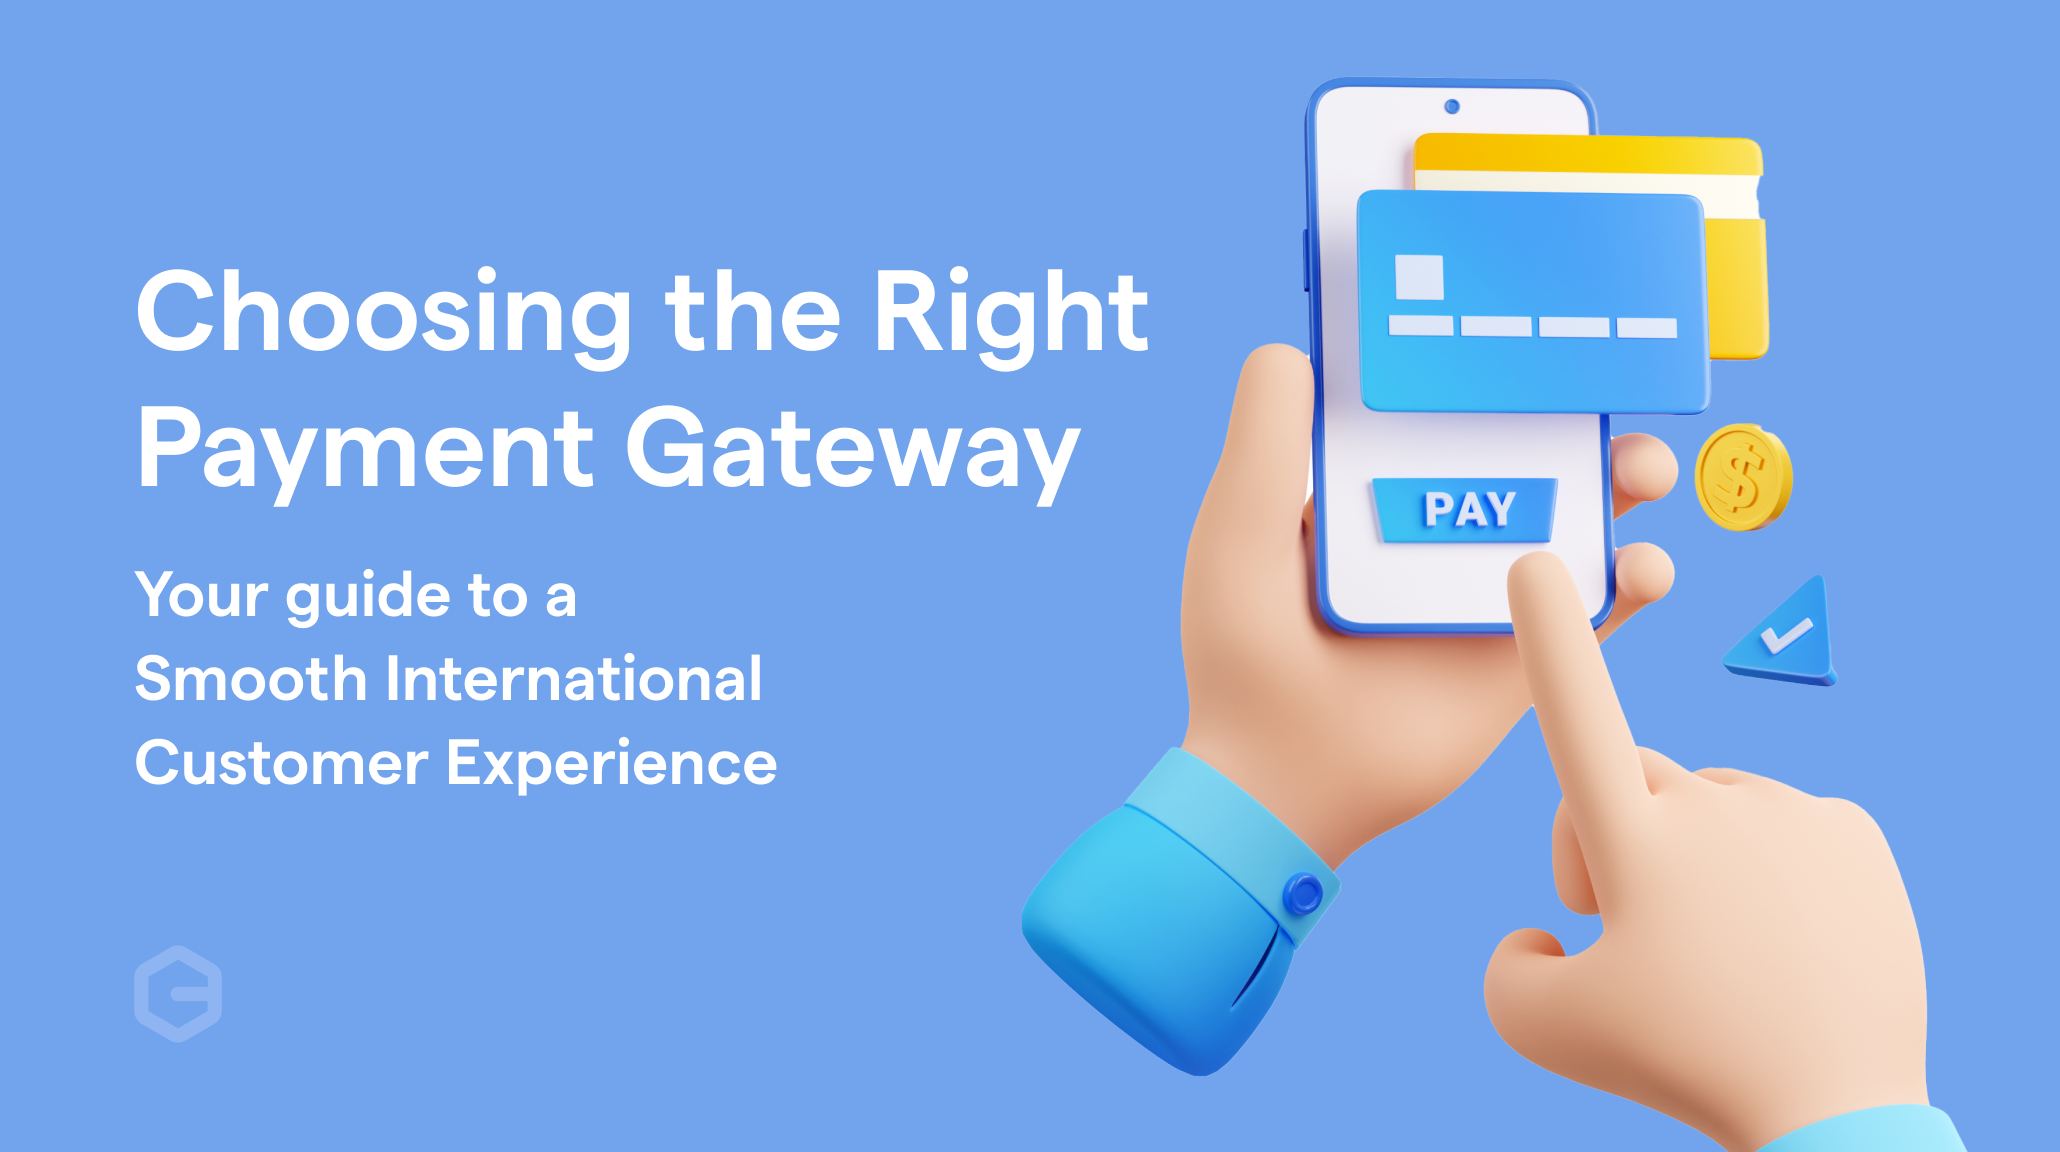 Choosing the Right
Payment Gateway
Your guide to a
Smooth International
Customer Experience
PAY
$